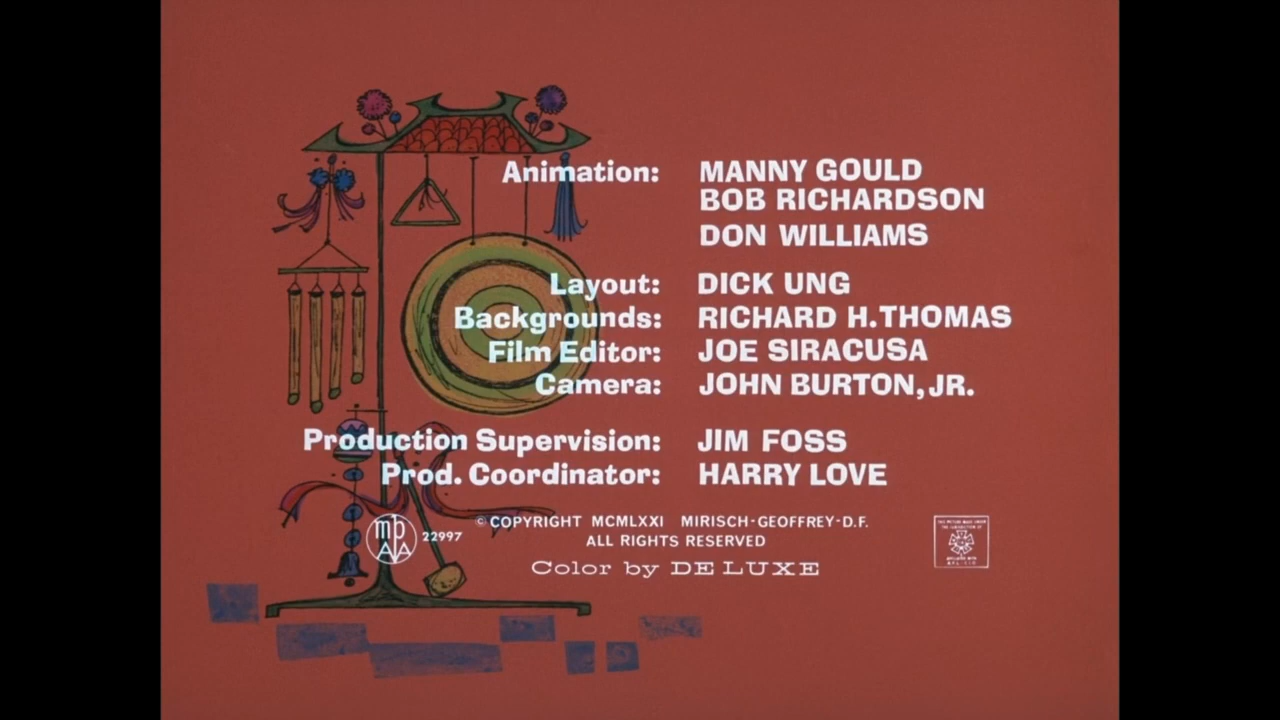 Animation: MANNY GOULD
BOB RICHARDSON
DON WILLIAMS
Layout: DICK UNG
Backgrounds: RICHARD H. THOMAS
Film Editor: JOE SIRACUSA
Camera: JOHN BURTON, JR.
Production Supervision: JIM FOSS
Prod. Coordinator: HARRY LOVE
© COPYRIGHT MCMLXXI MIRISCH-GEOFFREY-D.F.
mp AA 22997
ALL RIGHTS RESERVED
Color by DE LUXE